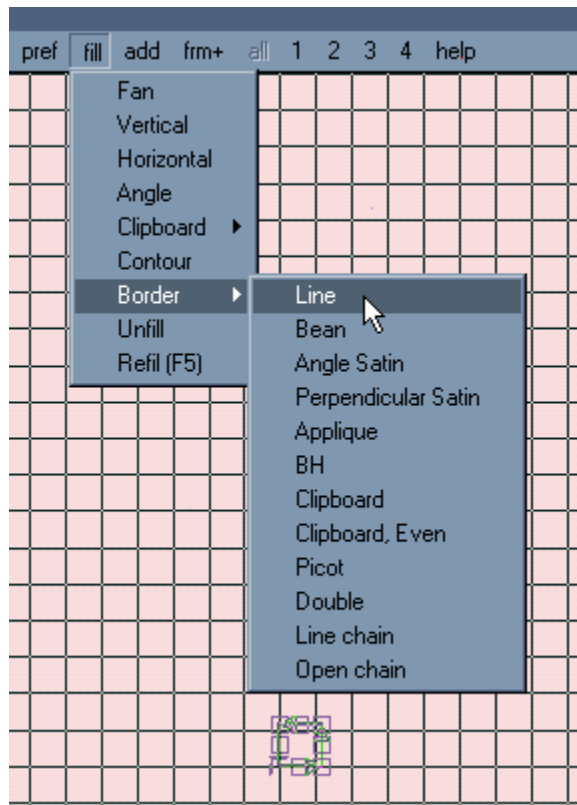 pref fill add frm+ all 1 2 3 4 help
Fan
Vertical
Horizontal
Angle
Clipboard
Contour
Border
Unfill
Refil (F5)
Line
Bean
Angle Satin
Perpendicular Satin
Applique
BH
Clipboard
Clipboard, Even
Picot
Double
Line chain
Open chain